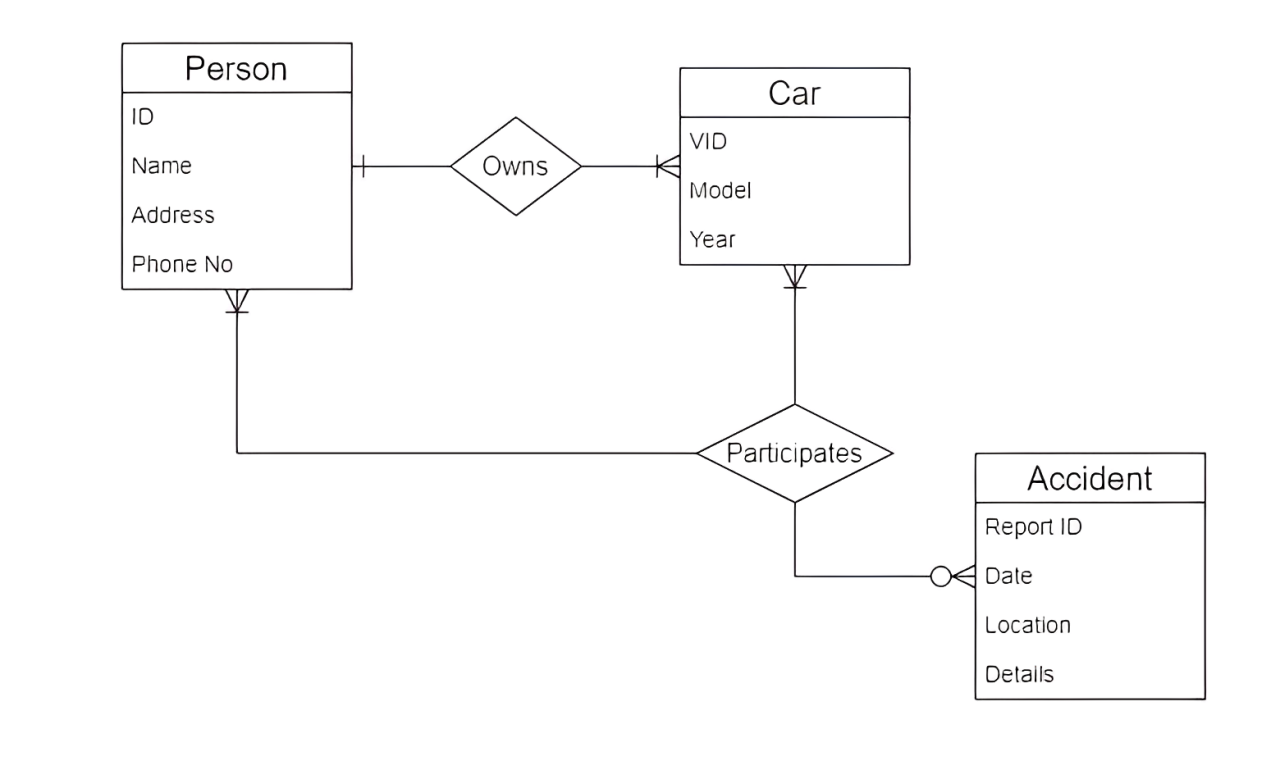 Person
ID
Name
Address
Phone No
Owns
Car
VID
Model
Year
Participates
Accident
Report ID
Date
Location
Details